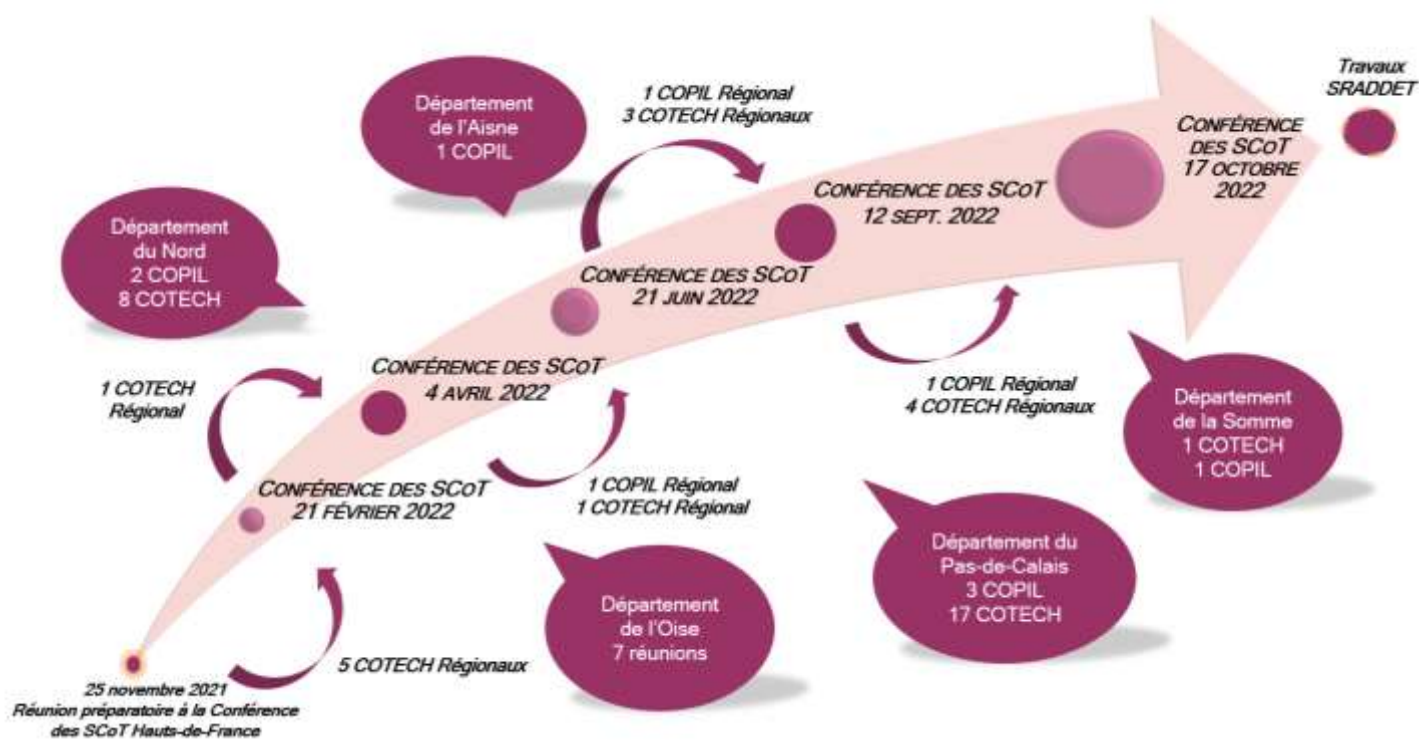 Travaux
SRADDET
Département
de l'Aisne
1 COPIL
1 COPIL Régional
3 COTECH Régionaux
CONFÉRENCE
DES SCOT
17 OCTOBRE
2022
CONFÉRENCE DES SCOT
12 SEPT. 2022
Département
du Nord
2 COPIL
8 COTECH
CONFÉRENCE DES SCOT
21 JUIN 2022
CONFÉRENCE DES SCOT
4 AVRIL 2022
1 COTECH
Régional
1 COPIL Régional
4 COTECH Régionaux
Département
de la Somme
1 COTECH
1 COPIL
CONFÉRENCE DES SCOT
21 FÉVRIER 2022
1 COPIL Régional
1 COTECH Régional
Département du
Pas-de-Calais
3 COPIL
17 COTECH
Département
de l'Oise
7 réunions
5 COTECH Régionaux
25 novembre 2021
Réunion préparatoire à la Conférence
des SCoT Hauts-de-France